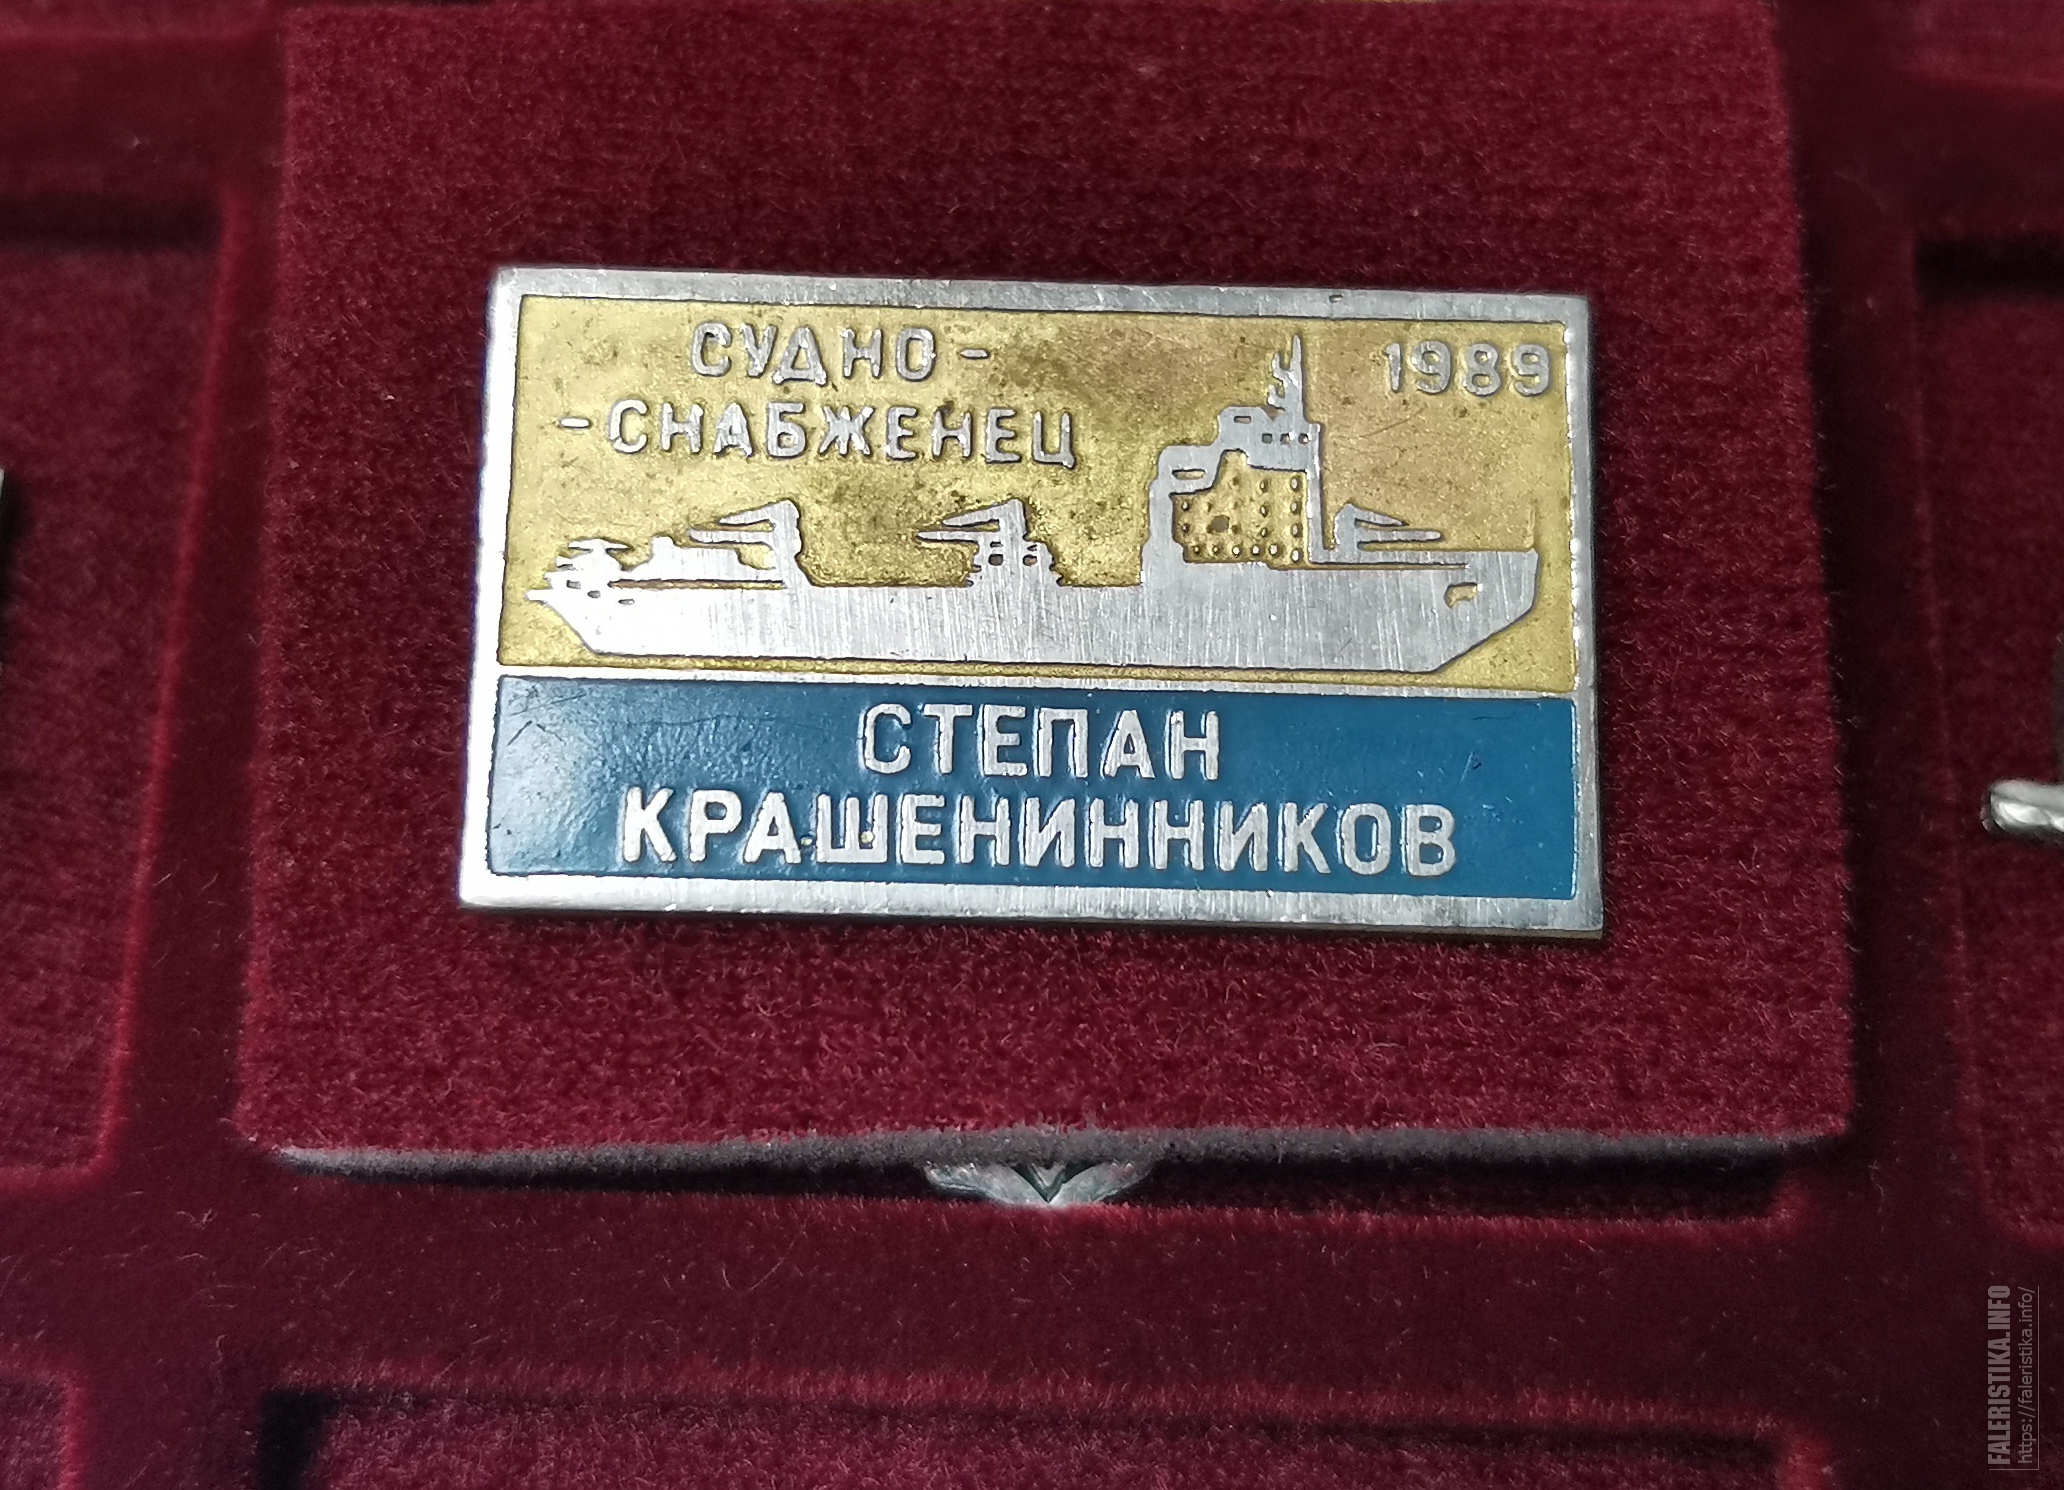 СУДНО-
-СНАБЖЕНЕЦ
1989
СТЕПАН
КРАШЕНИННИКОВ
FALERISTIKA.INFO
https://faleristika.info/